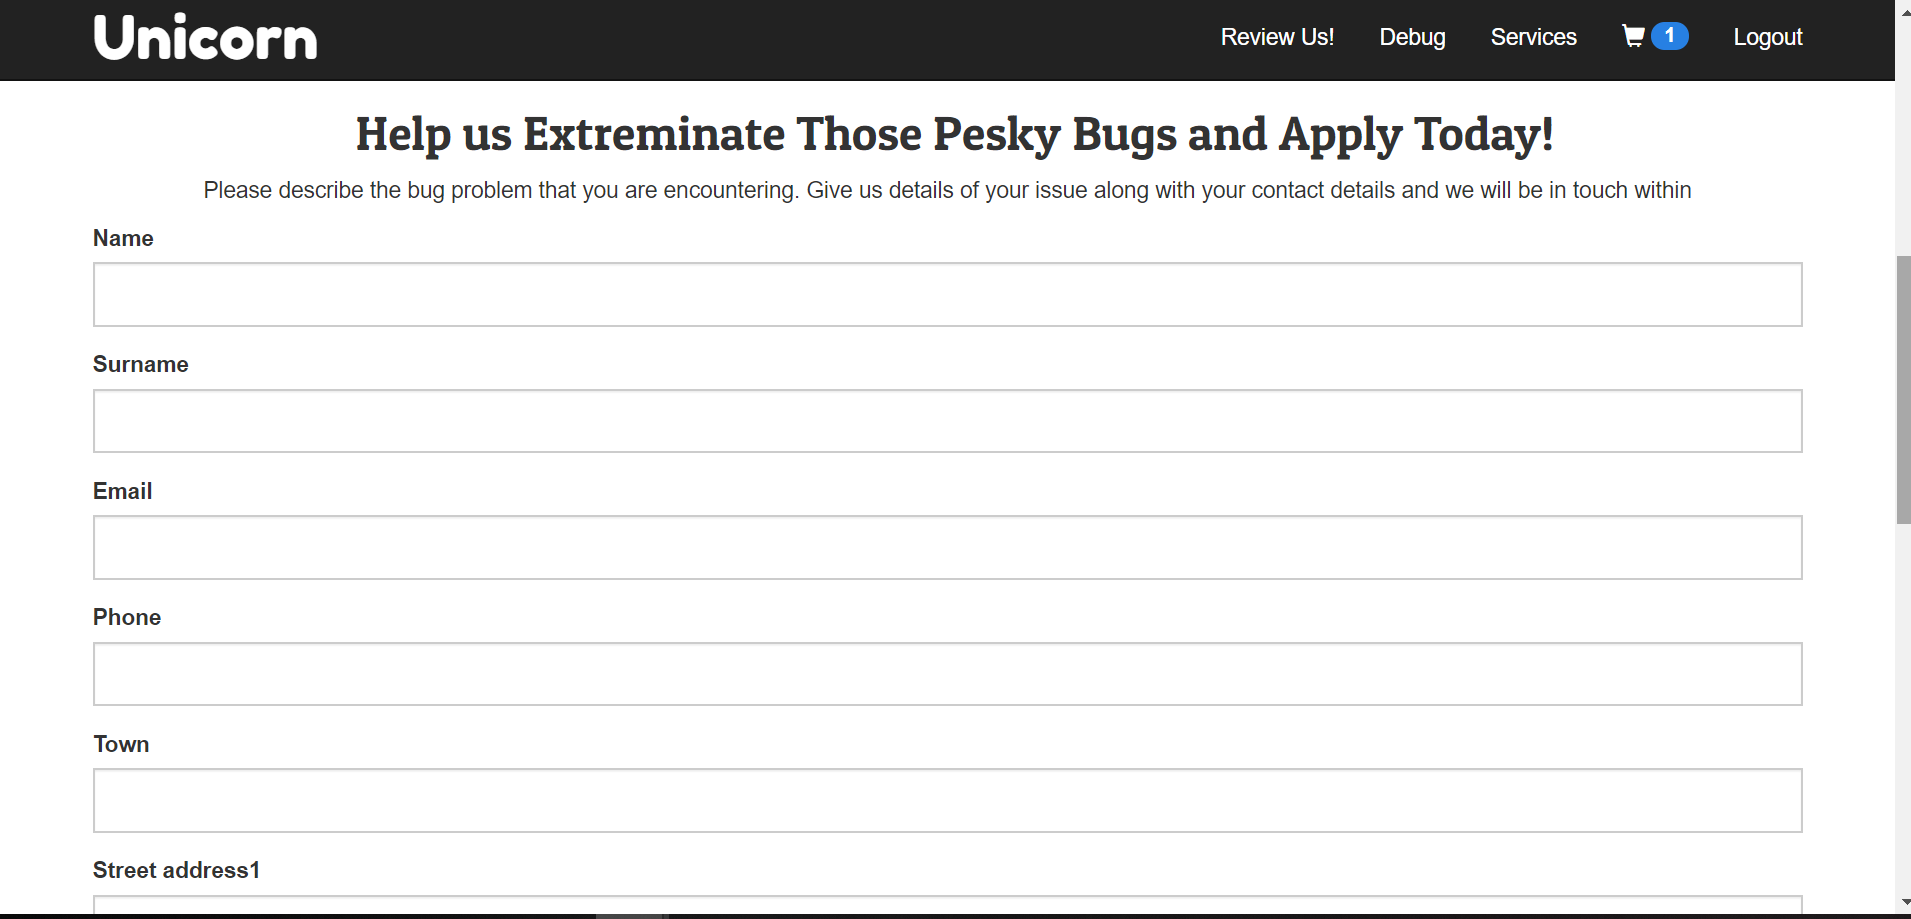 Unicorn
Review Us! Debug Services 1 Logout
Help us Extreminate Those Pesky Bugs and Apply Today!
Please describe the bug problem that you are encountering. Give us details of your issue along with your contact details and we will be in touch within
Name
Surname
Email
Phone
Town
Street address1